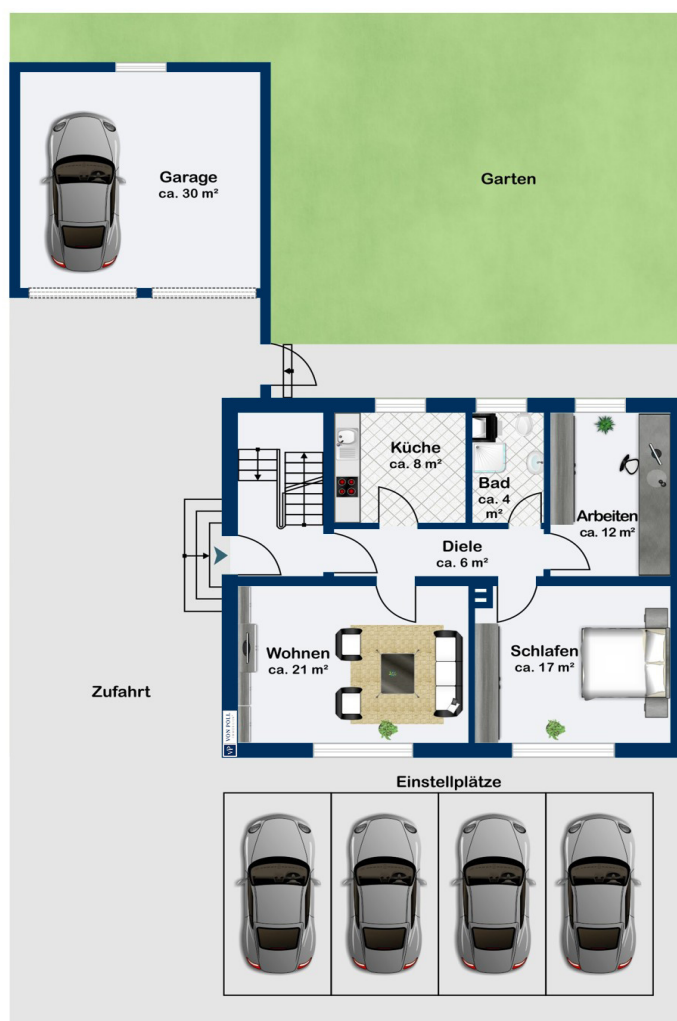 Garage
ca. 30 m²
Garten
Küche
ca. 8 m²
Bad
ca. 4
m²
Arbeiten
ca. 12 m²
Diele
ca. 6 m²
Wohnen
ca. 21 m²
Schlafen
ca. 17 m²
Zufahrt
VP VON POLL
Einstellplätze